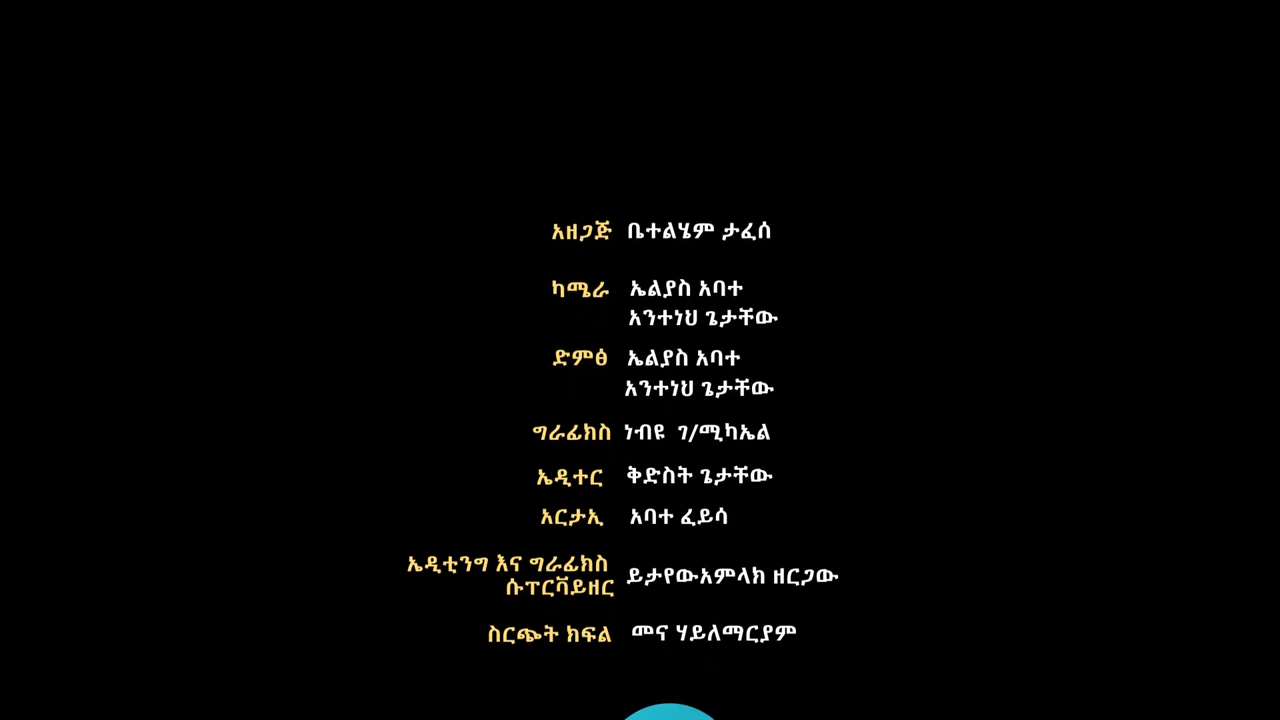 አዘጋጅ ቤተልሄም ታፈሰ
ካሜራ ኤልያስ አባተ
አንተነህ ጌታቸው
ድምፅ ኤልያስ አባተ
አንተነህ ጌታቸው
ግራፊክስ ነብዩ ገ/ሚካኤል
ኤዲተር ቅድስት ጌታቸው
አርታኢ አባተ ፈይሳ
ኤዲቲንግ እና ግራፊክስ
ሱፐርቫይዘር ይታየውአምላክ ዘርጋው
ስርጭት ክፍል መና ሃይለማርያም